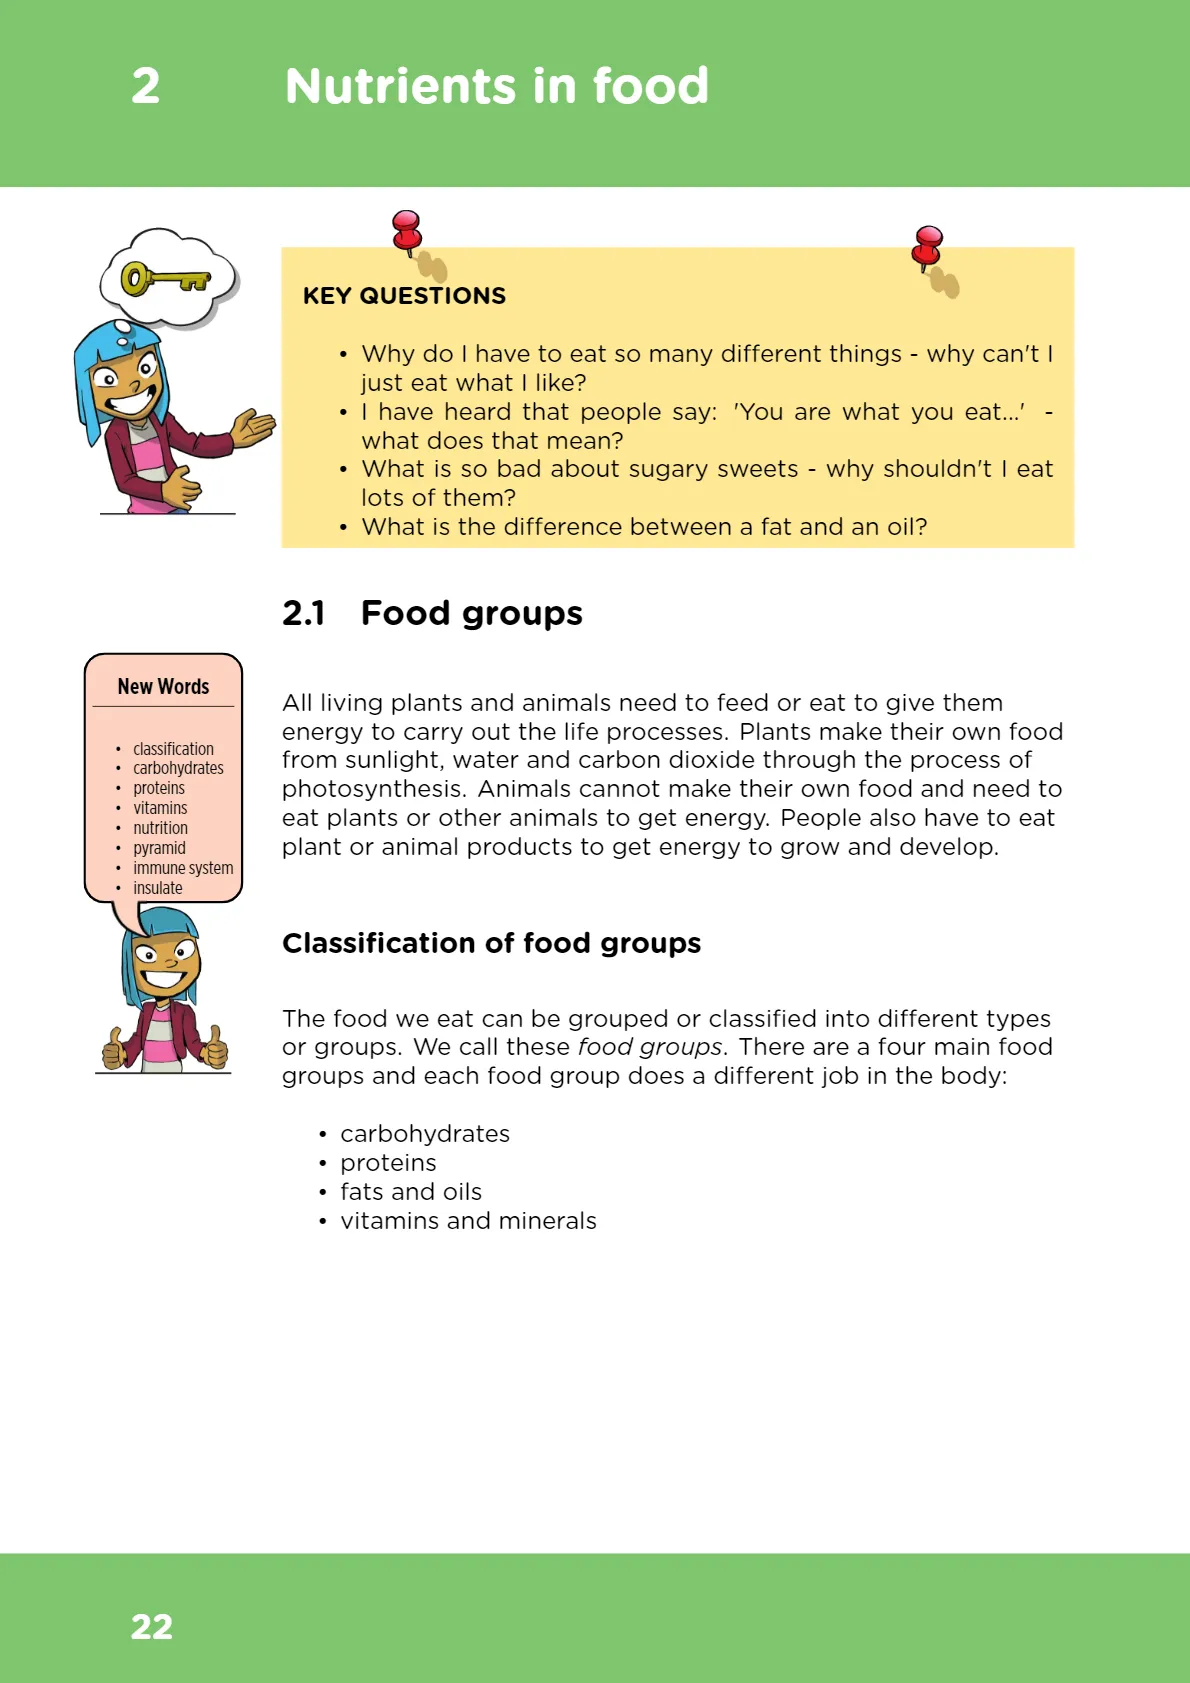 2 Nutrients in food
KEY QUESTIONS
• Why do I have to eat so many different things - why can't I
just eat what I like?
• I have heard that people say: 'You are what you eat...' -
what does that mean?
• What is so bad about sugary sweets - why shouldn't I eat
lots of them?
• What is the difference between a fat and an oil?
2.1 Food groups
New Words
• classification
• carbohydrates
• proteins
• vitamins
• nutrition
• pyramid
• immune system
• insulate
All living plants and animals need to feed or eat to give them
energy to carry out the life processes. Plants make their own food
from sunlight, water and carbon dioxide through the process of
photosynthesis. Animals cannot make their own food and need to
eat plants or other animals to get energy. People also have to eat
plant or animal products to get energy to grow and develop.
Classification of food groups
The food we eat can be grouped or classified into different types
or groups. We call these food groups. There are a four main food
groups and each food group does a different job in the body:
• carbohydrates
• proteins
• fats and oils
• vitamins and minerals
22